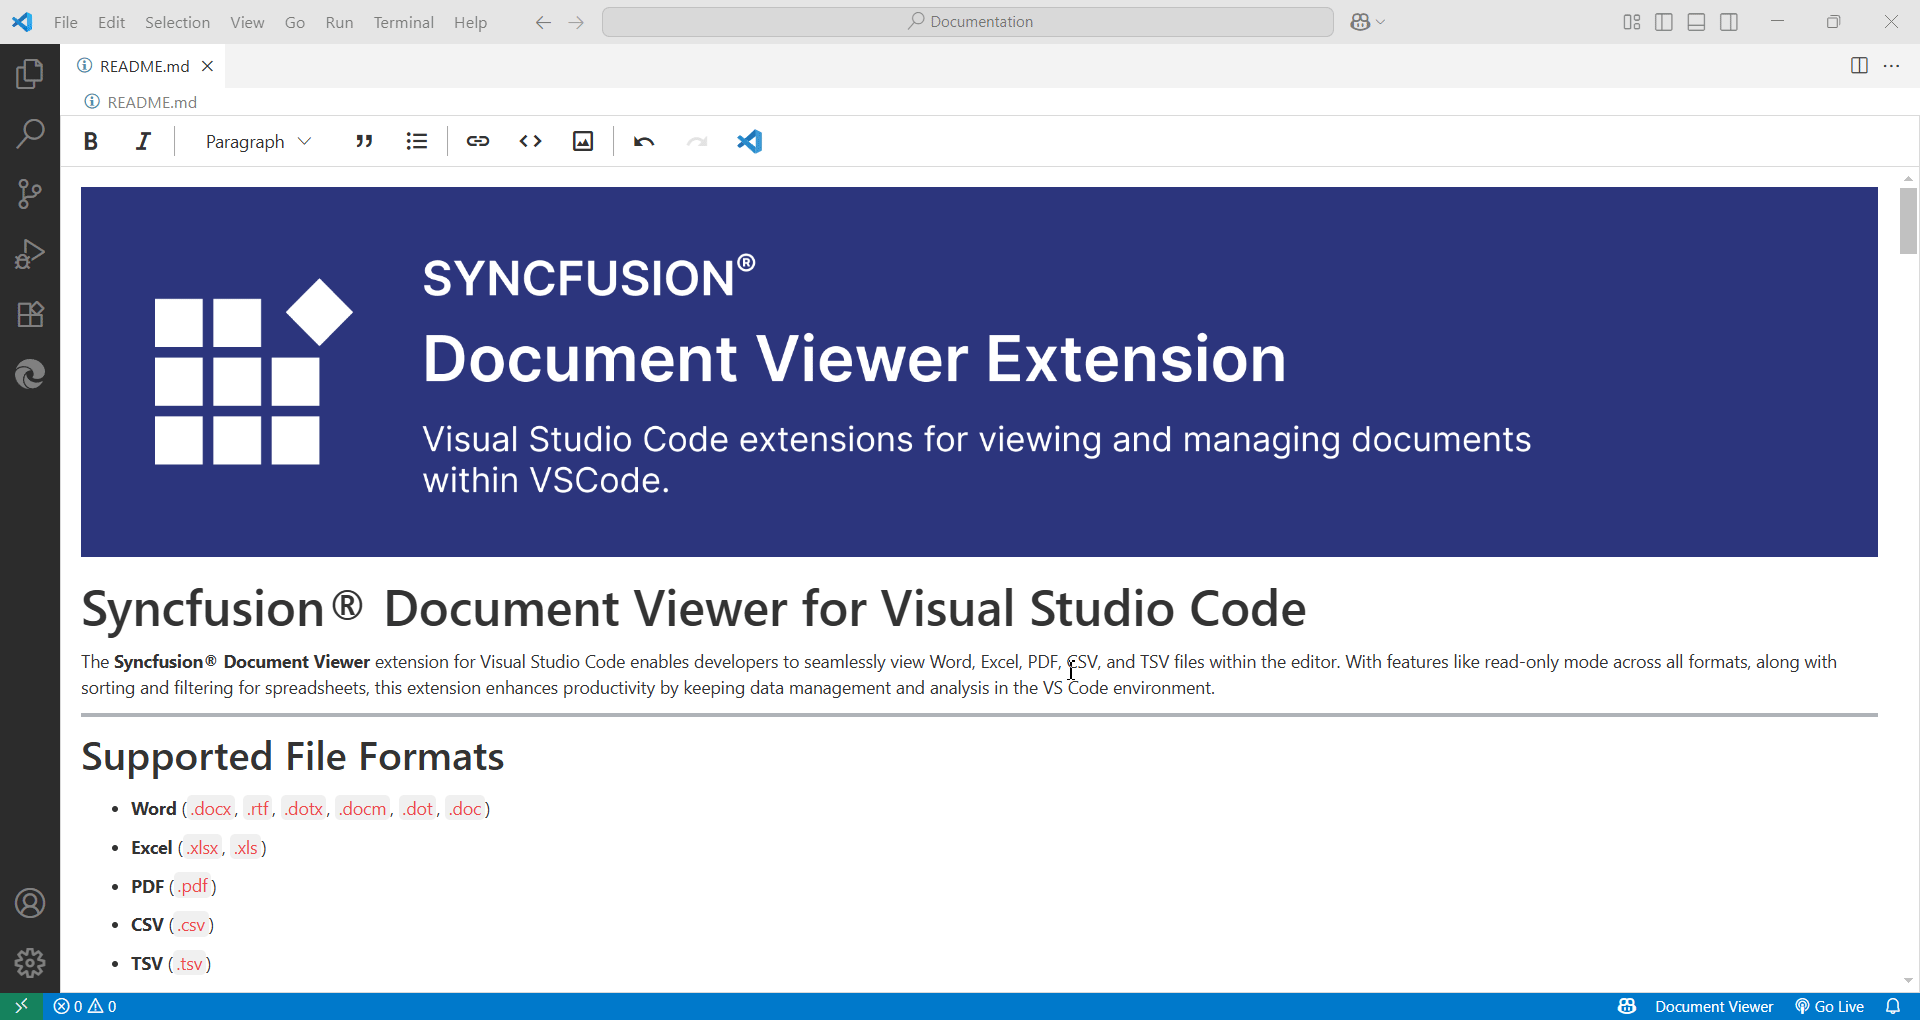 File Edit Selection View Go Run Terminal Help Documentation
README.md
README.md
B I Paragraph
SYNCFUSION®
Document Viewer Extension
Visual Studio Code extensions for viewing and managing documents
within VSCode.
Syncfusion® Document Viewer for Visual Studio Code
The Syncfusion® Document Viewer extension for Visual Studio Code enables developers to seamlessly view Word, Excel, PDF, CSV, and TSV files within the editor. With features like read-only mode across all formats, along with
sorting and filtering for spreadsheets, this extension enhances productivity by keeping data management and analysis in the VS Code environment.
Supported File Formats
• Word (.docx, .rtf, .dotx, .docm, .dot, .doc)
• Excel (.xlsx, .xls)
• PDF (.pdf)
• CSV (.csv)
• TSV (.tsv)
0 0 Document Viewer Go Live